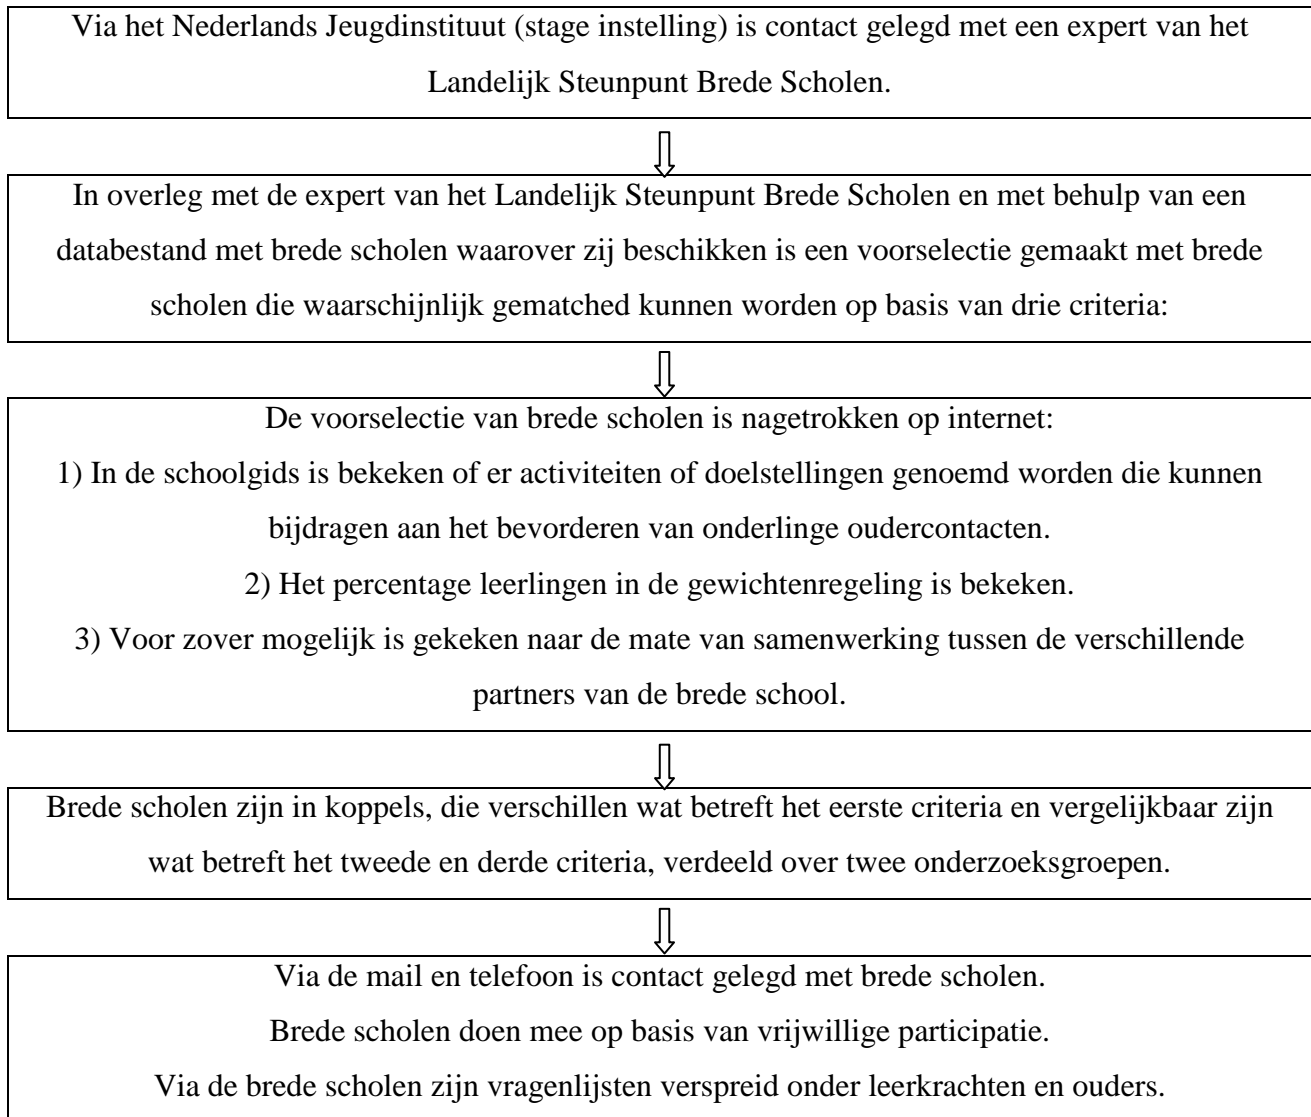 Via het Nederlands Jeugdinstituut (stage instelling) is contact gelegd met een expert van het
Landelijk Steunpunt Brede Scholen.
In overleg met de expert van het Landelijk Steunpunt Brede Scholen en met behulp van een
databestand met brede scholen waarover zij beschikken is een voorselectie gemaakt met brede
scholen die waarschijnlijk gematched kunnen worden op basis van drie criteria:
De voorselectie van brede scholen is nagetrokken op internet:
1) In de schoolgids is bekeken of er activiteiten of doelstellingen genoemd worden die kunnen
bijdragen aan het bevorderen van onderlinge oudercontacten.
2) Het percentage leerlingen in de gewichtenregeling is bekeken.
3) Voor zover mogelijk is gekeken naar de mate van samenwerking tussen de verschillende
partners van de brede school.
Brede scholen zijn in koppels, die verschillen wat betreft het eerste criteria en vergelijkbaar zijn
wat betreft het tweede en derde criteria, verdeeld over twee onderzoeksgroepen.
Via de mail en telefoon is contact gelegd met brede scholen.
Brede scholen doen mee op basis van vrijwillige participatie.
Via de brede scholen zijn vragenlijsten verspreid onder leerkrachten en ouders.